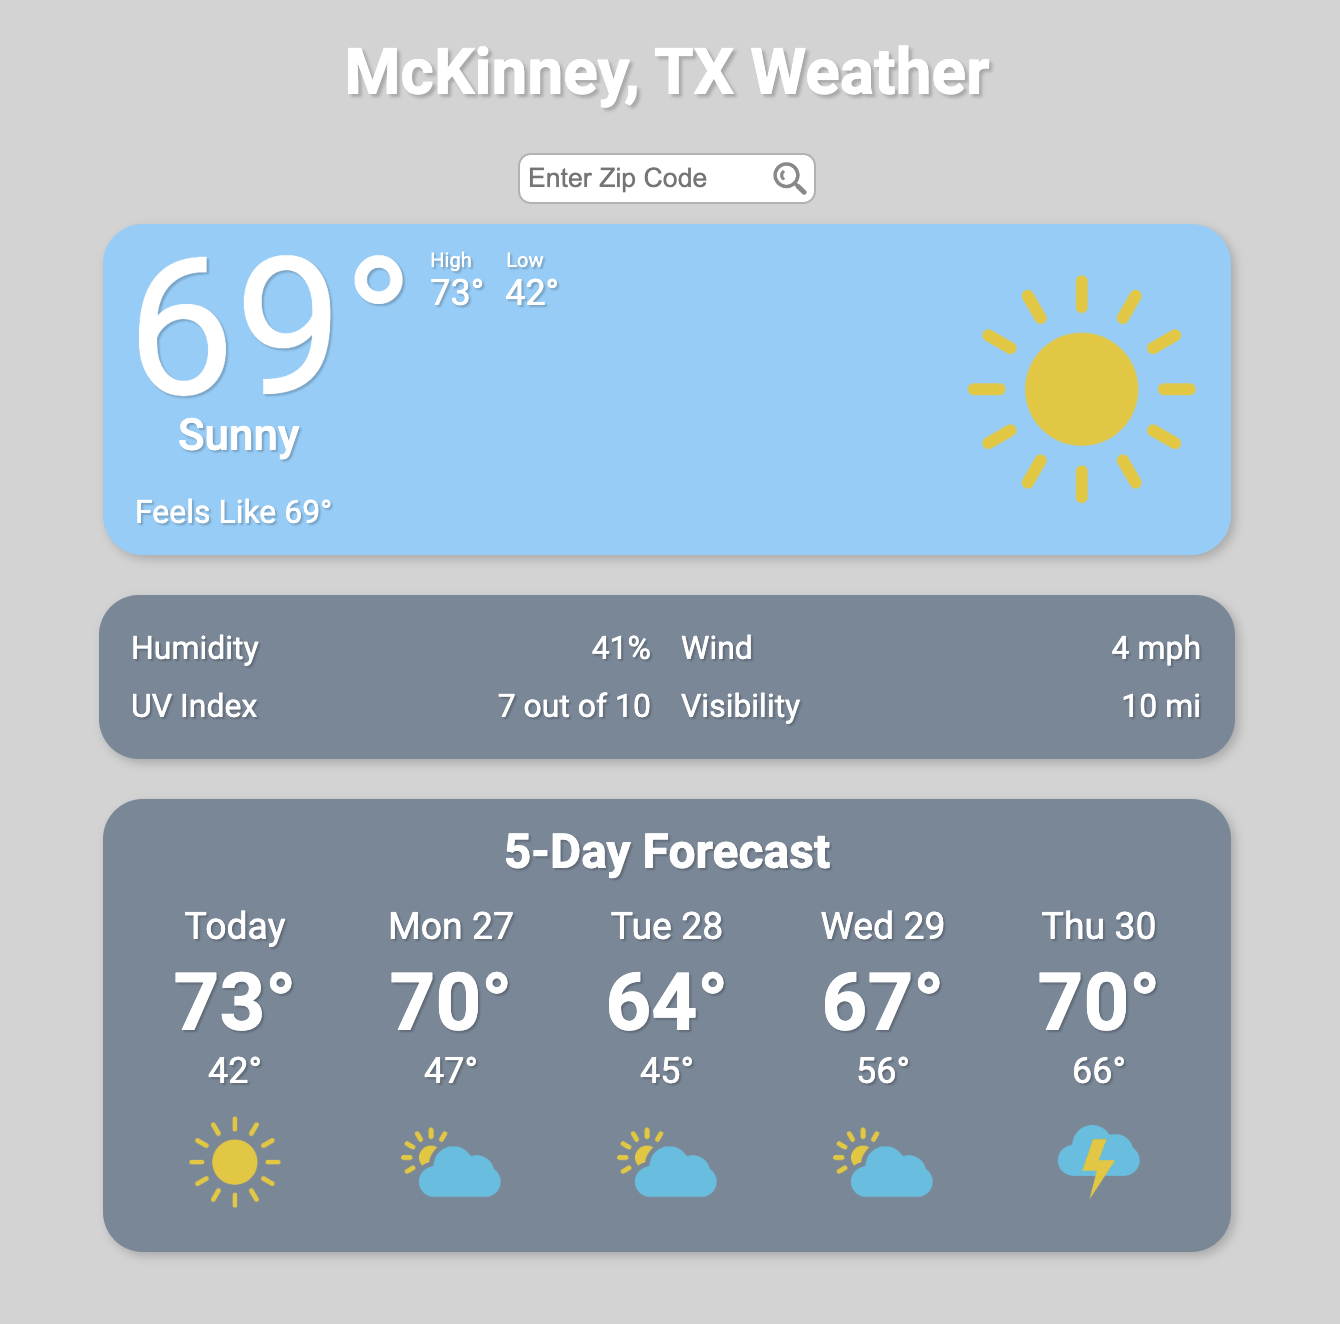 McKinney, TX Weather
Enter Zip Code
69°
High Low
73° 42°
Sunny
Feels Like 69°
Humidity 41% Wind 4 mph
UV Index 7 out of 10 Visibility 10 mi
5-Day Forecast
Today Mon 27 Tue 28 Wed 29 Thu 30
73° 70° 64° 67° 70°
42° 47° 45° 56° 66°